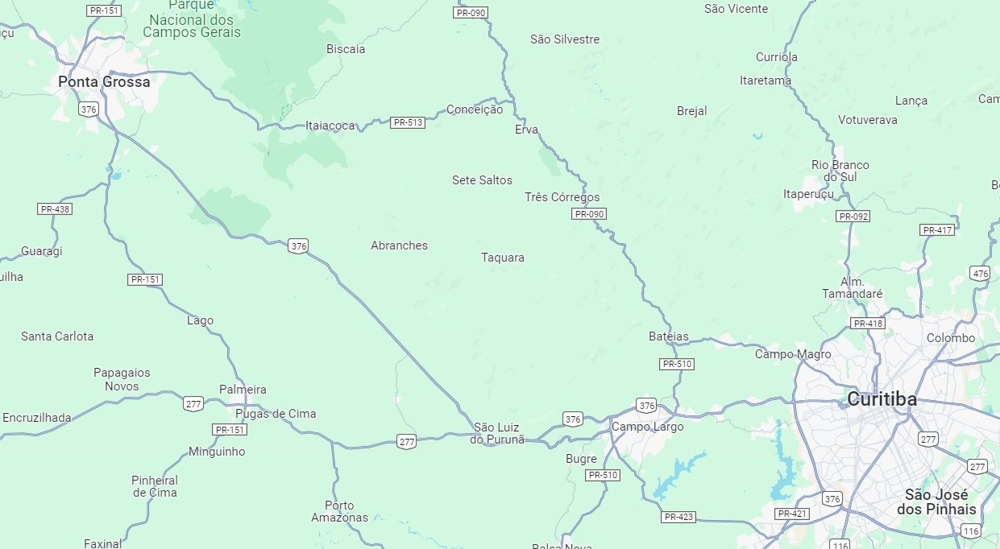 PR-151
Parque
Nacional dos
Campos Gerais
PR-090
São Vicente
São Silvestre
Biscaia
Curriola
Ponta Grossa
Itaretama
Lança
376
Conceição
Brejal
Votuverava
Itaiacoca
PR-513
Erva
Rio Branco
do Sul
Sete Saltos
Três Córregos
Itaperuçu
PR-438
PR-090
PR-092
PR-417
Guaragi
376
Abranches
Taquara
476
PR-151
Alm.
Tamandaré
Lago
PR-418
Santa Carlota
Bateias
Colombo
Campo Magro
PR-510
Papagaios
Novos
Palmeira
277
376
Curitiba
Encruzilhada
Pugas de Cima
376
Campo Largo
PR-151
São Luiz
do Purunã
277
277
Minguinho
Bugre
PR-510
277
Pinheiral
de Cima
376
São José
dos Pinhais
Porto
Amazonas
PR-423
PR-421
116
Faxinal
Balsa Nova
116